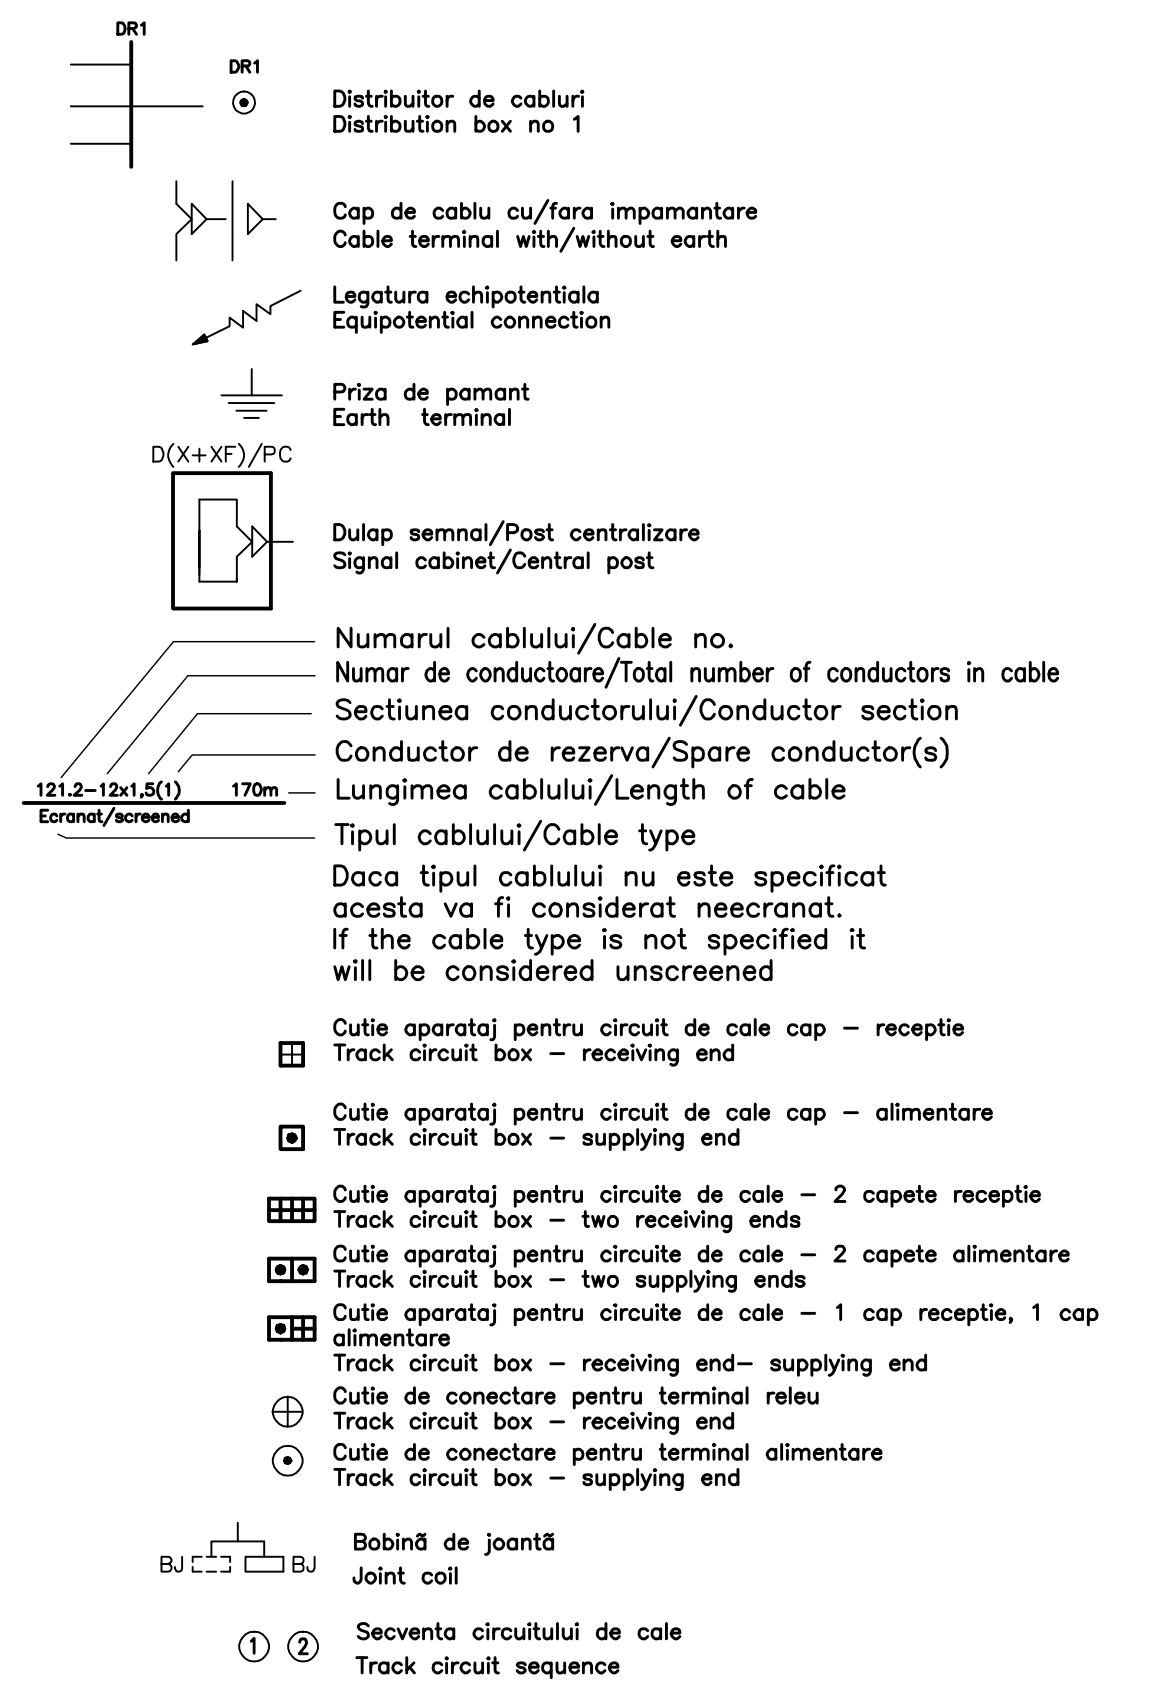 DR1
DR1
Distribuitor de cabluri
Distribution box no 1
Cap de cablu cu/fara impamantare
Cable terminal with/without earth
Legatura echipotentiala
Equipotential connection
Priza de pamant
Earth terminal
D(X+XF)/PC
Dulap semnal/Post centralizare
Signal cabinet/Central post
Numarul cablului/Cable no.
Numar de conductoare/Total number of conductors in cable
Sectiunea conductorului/Conductor section
Conductor de rezerva/Spare conductor(s)
121.2-12x1,5(1) 170m
Lungimea cablului/Length of cable
Ecranat/screened
Tipul cablului/Cable type
Daca tipul cablului nu este specificat
acesta va fi considerat neecranat.
If the cable type is not specified it
will be considered unscreened
Cutie aparataj pentru circuit de cale cap - receptie
Track circuit box - receiving end
Cutie aparataj pentru circuit de cale cap - alimentare
Track circuit box - supplying end
Cutie aparataj pentru circuite de cale - 2 capete receptie
Track circuit box - two receiving ends
Cutie aparataj pentru circuite de cale - 2 capete alimentare
Track circuit box - two supplying ends
Cutie aparataj pentru circuite de cale - 1 cap receptie, 1 cap
alimentare
Track circuit box - receiving end- supplying end
Cutie de conectare pentru terminal releu
Track circuit box - receiving end
Cutie de conectare pentru terminal alimentare
Track circuit box - supplying end
BJ BJ
Bobinã de joantã
Joint coil
1 2
Secventa circuitului de cale
Track circuit sequence